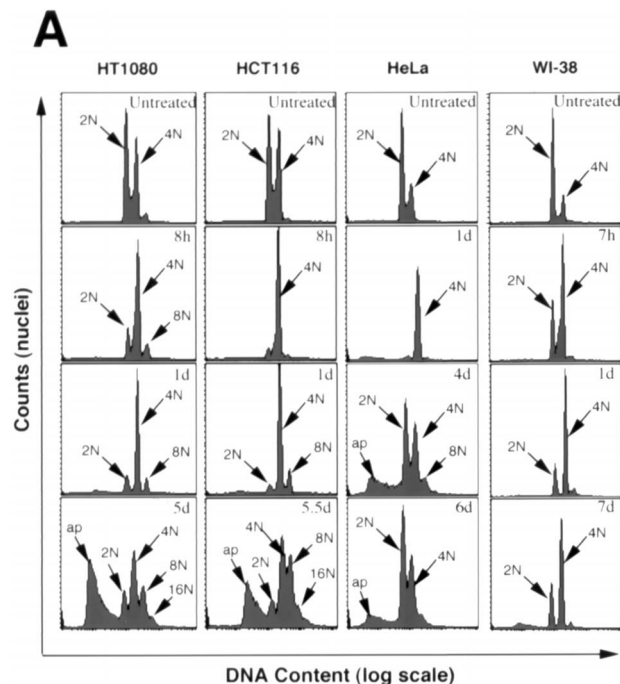 A
HT1080 HCT116 HeLa WI-38
Untreated Untreated Untreated Untreated
2N 4N 2N 4N 2N 4N 2N 4N
8h 8h 1d 7h
2N 4N 8N 4N 4N 2N 4N
1d 1d 4d 1d
2N 4N 8N 2N 4N 8N ap 2N 4N 8N 2N 4N
5d 5.5d 6d 7d
ap 2N 4N 8N 16N ap 2N 4N 8N 16N ap 2N 4N 2N 4N
Counts (nuclei)
DNA Content (log scale)